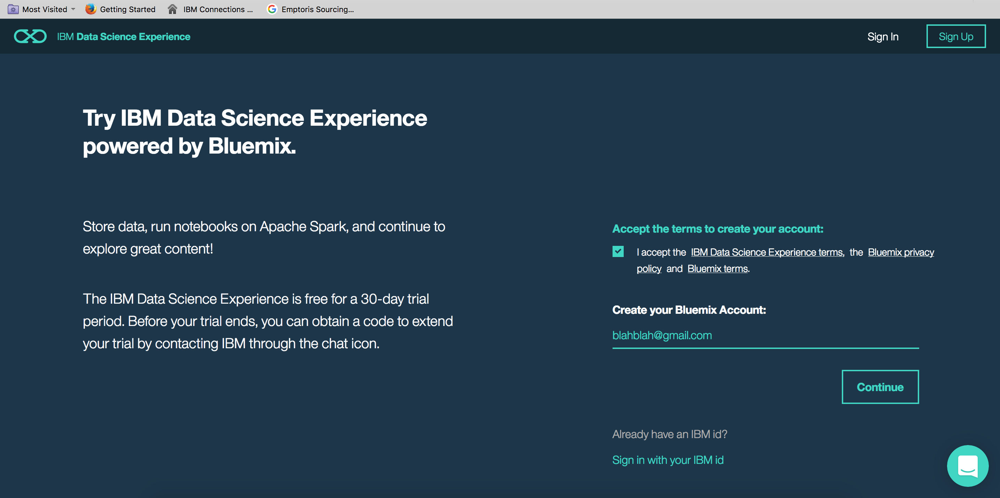 Most Visited Getting Started IBM Connections ... Emptoris Sourcing...
IBM Data Science Experience Sign In Sign Up
Try IBM Data Science Experience
powered by Bluemix.
Store data, run notebooks on Apache Spark, and continue to
explore great content!
The IBM Data Science Experience is free for a 30-day trial
period. Before your trial ends, you can obtain a code to extend
your trial by contacting IBM through the chat icon.
Accept the terms to create your account:
I accept the IBM Data Science Experience terms, the Bluemix privacy
policy and Bluemix terms.
Create your Bluemix Account:
blahblah@gmail.com
Continue
Already have an IBM id?
Sign in with your IBM id